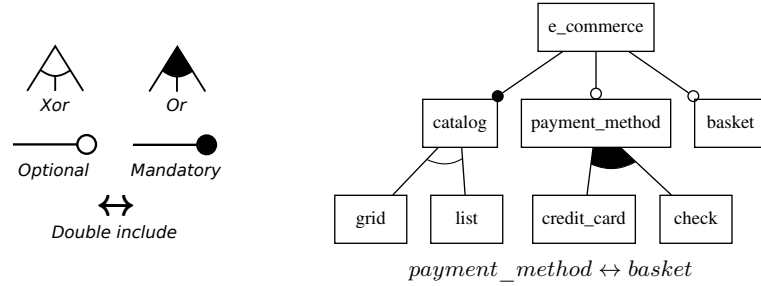 Xor
Or
Optional
Mandatory
Double include
e_commerce
catalog
payment_method
basket
grid
list
credit_card
check
payment_method ↔ basket